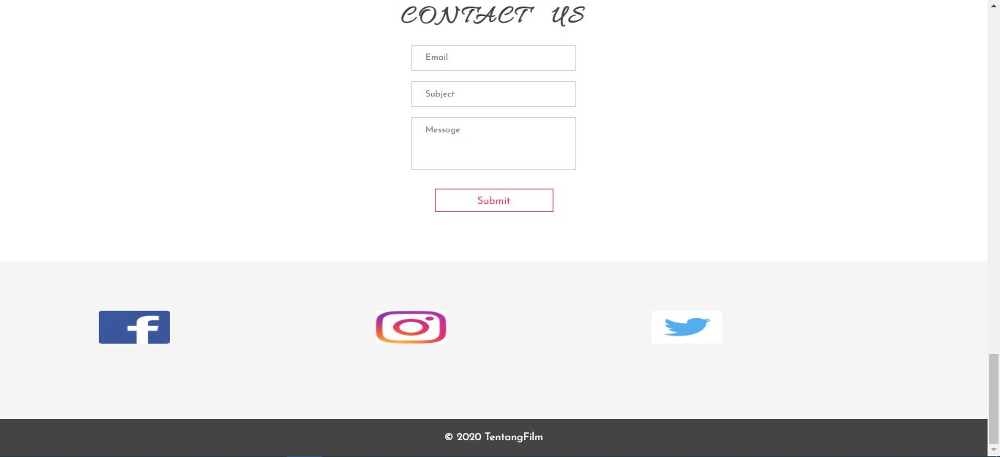 CONTACT US
Email
Subject
Message
Submit
f
© 2020 TentangFilm